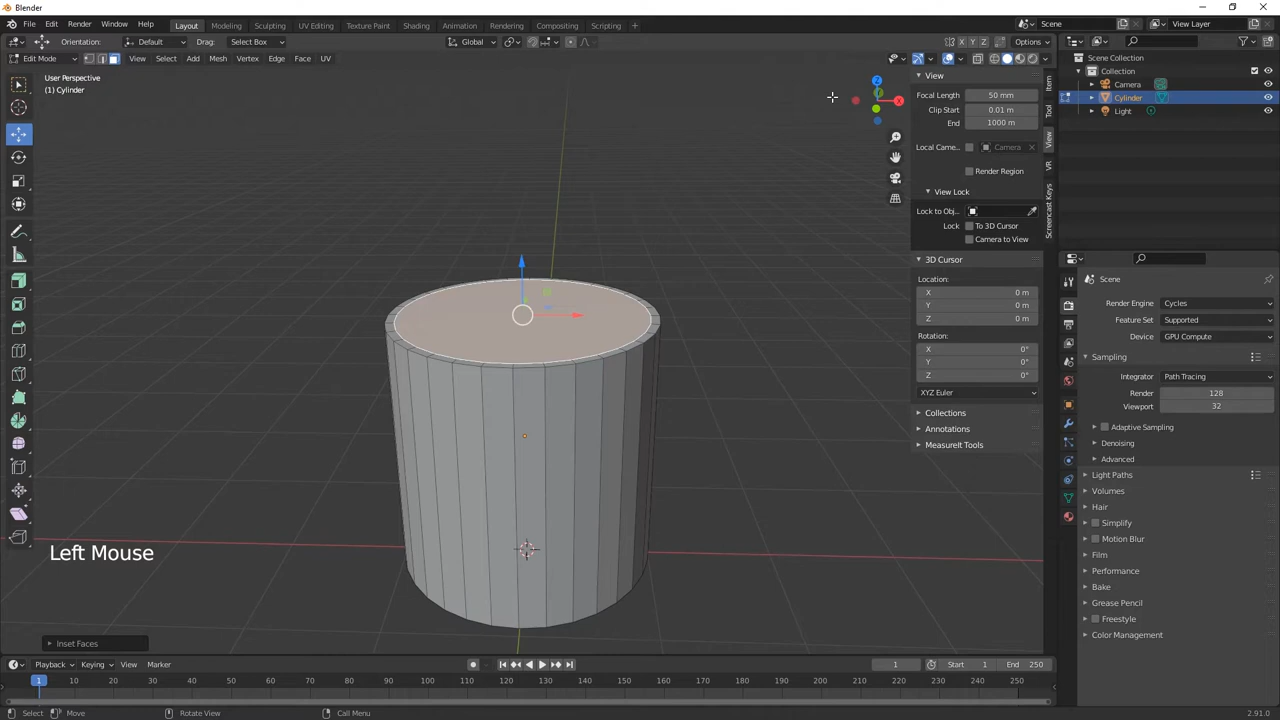 Blender
File Edit Render Window Help Layout Modeling Sculpting UV Editing Texture Paint Shading Animation Rendering Compositing Scripting + Scene View Layer
Orientation: Default Drag: Select Box Global X Y Z Options
Edit Mode View Select Add Mesh Vertex Edge Face UV
User Perspective
(1) Cylinder
View
Focal Length 50 mm
Clip Start 0.01 m
End 1000 m
Local Came... Camera
Render Region
View Lock
Lock to Obj...
Lock To 3D Cursor
Camera to View
3D Cursor
Location:
X 0 m
Y 0 m
Z 0 m
Rotation:
X 0°
Y 0°
Z 0°
XYZ Euler
Collections
Annotations
MeasureIt Tools
Item
Tool
View
VR
Screencast Keys
Z
X
Scene Collection
Collection
Camera
Cylinder
Light
Scene
Render Engine Cycles
Feature Set Supported
Device GPU Compute
Sampling
Integrator Path Tracing
Render 128
Viewport 32
Adaptive Sampling
Denoising
Advanced
Light Paths
Volumes
Hair
Simplify
Motion Blur
Film
Performance
Bake
Grease Pencil
Freestyle
Color Management
Left Mouse
Inset Faces
Playback Keying View Marker 1 Start 1 End 250
1 10 20 30 40 50 60 70 80 90 100 110 120 130 140 150 160 170 180 190 200 210 220 230 240 250
Select Move Rotate View Call Menu 2.91.0